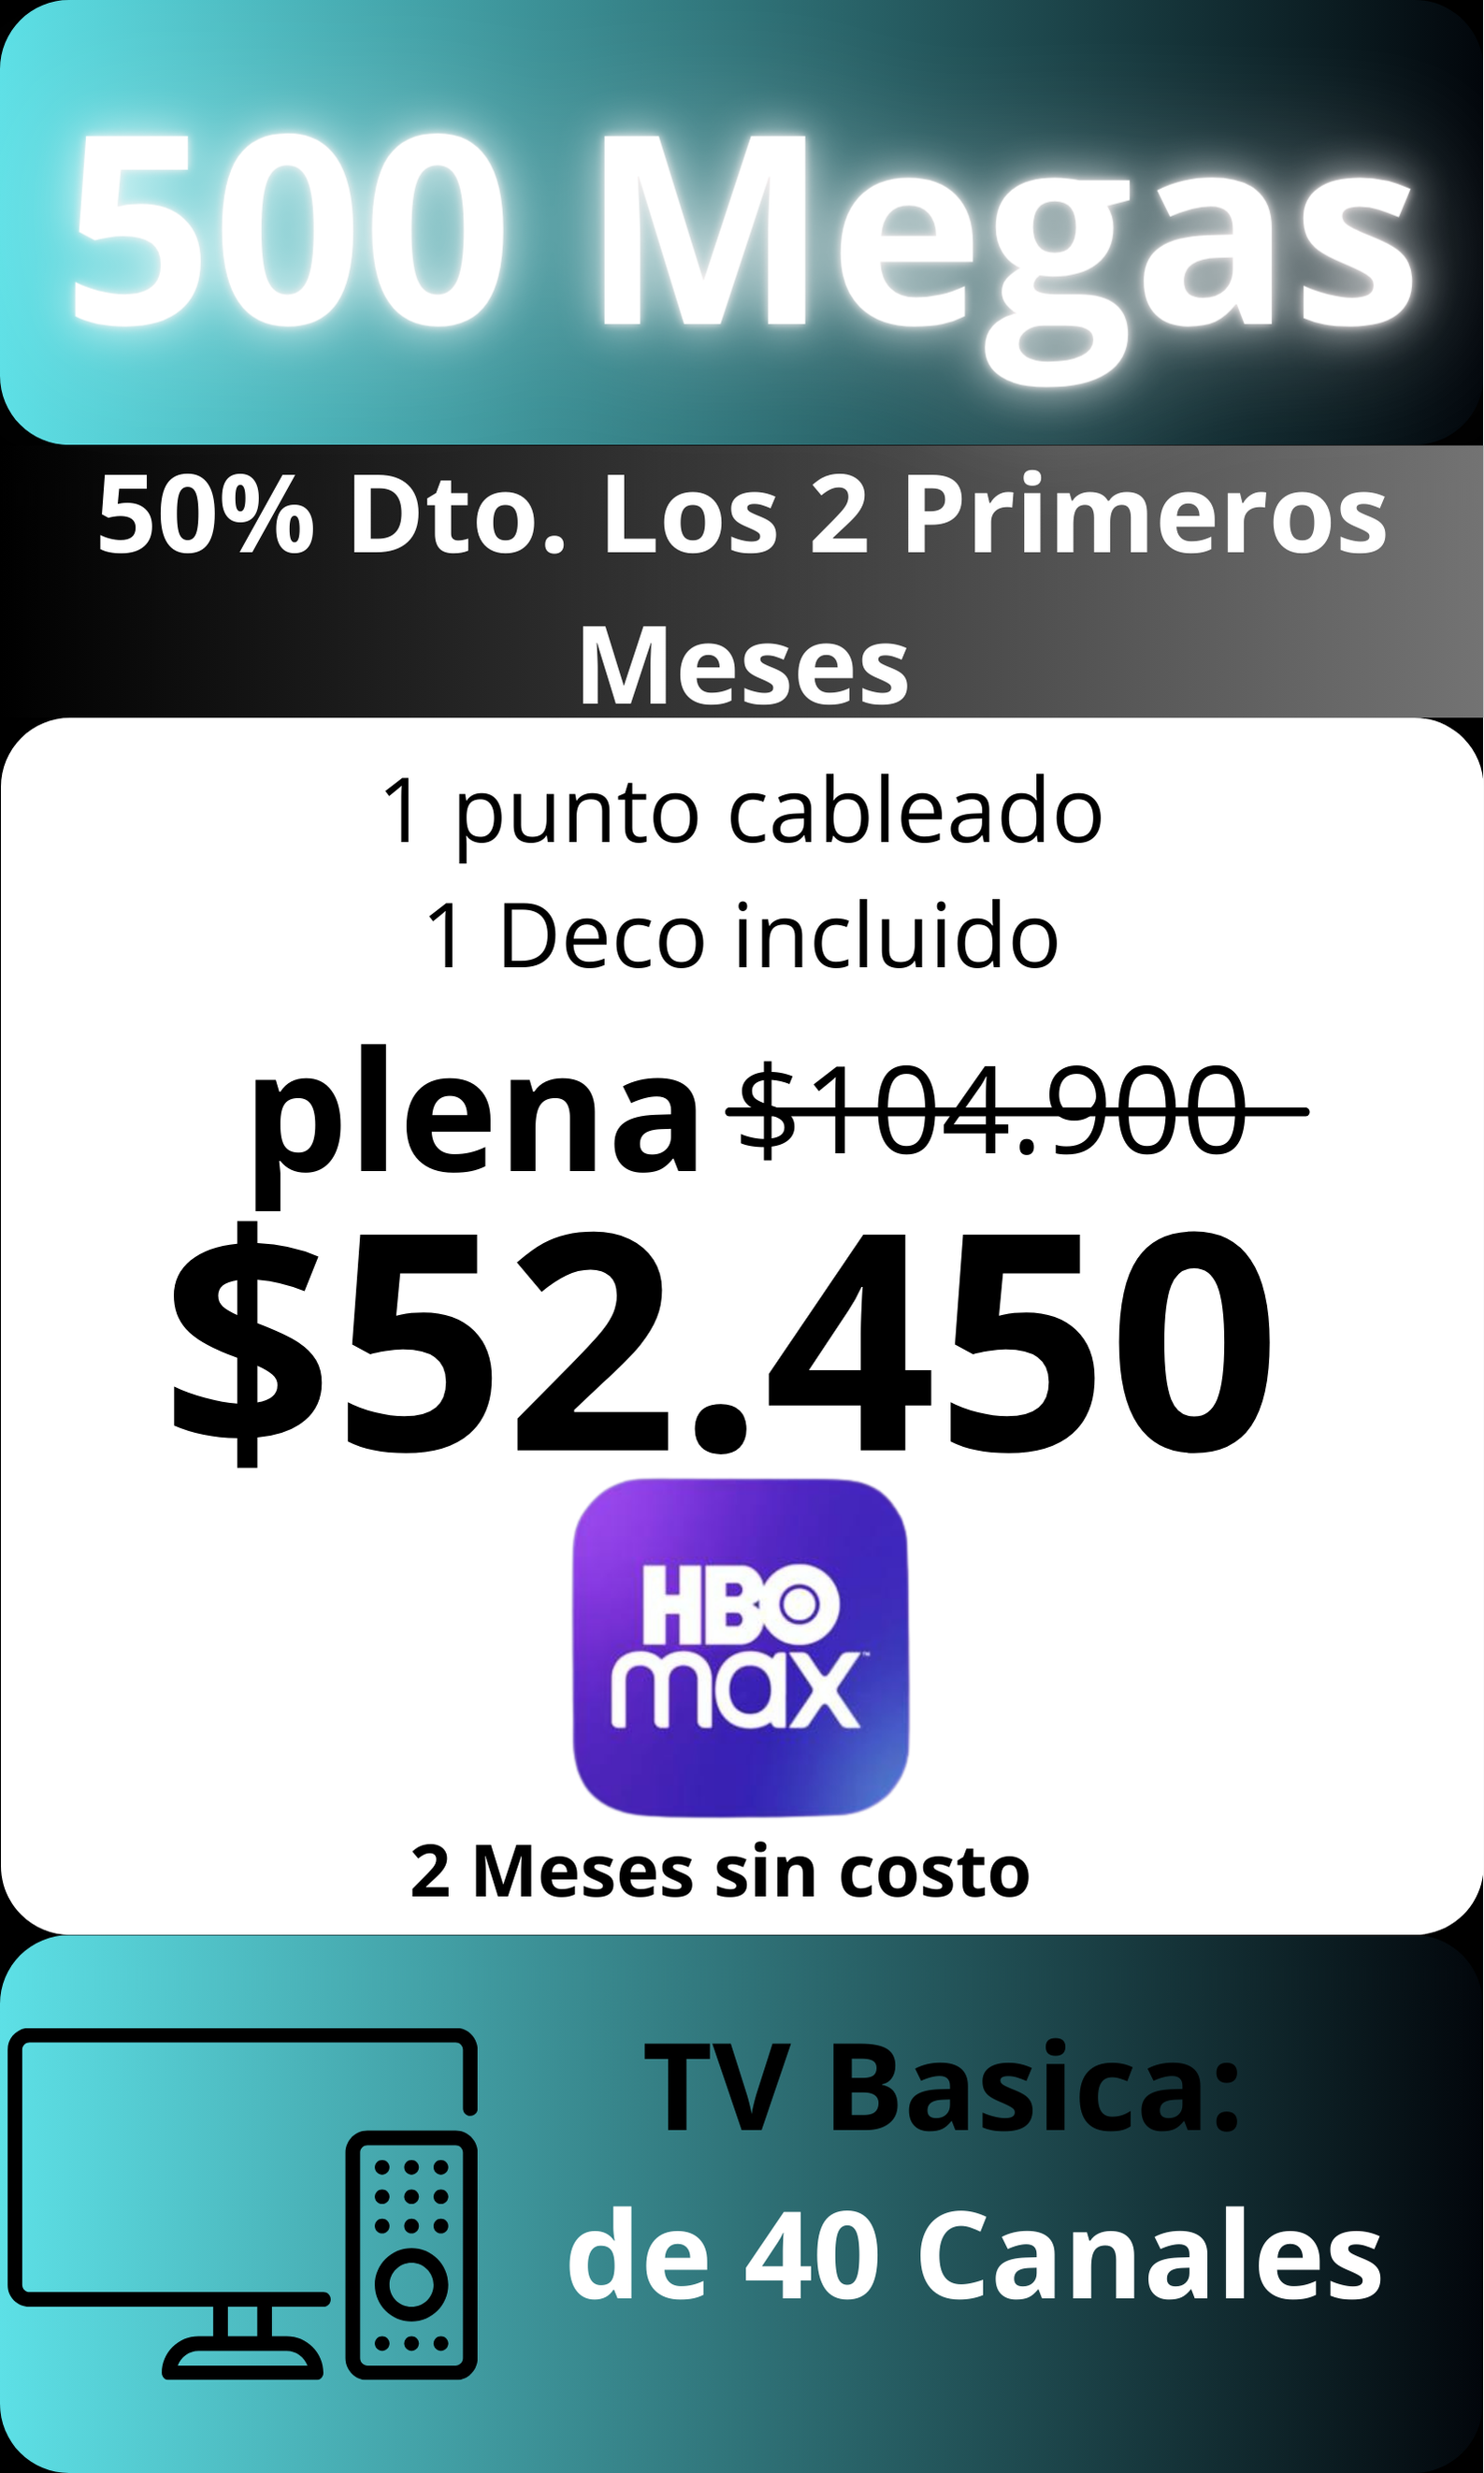 500 Megas
50% Dto. Los 2 Primeros
Meses
1 punto cableado
1 Deco incluido
plena $104.900
$52.450
HBO
max™
2 Meses sin costo
TV Basica:
de 40 Canales